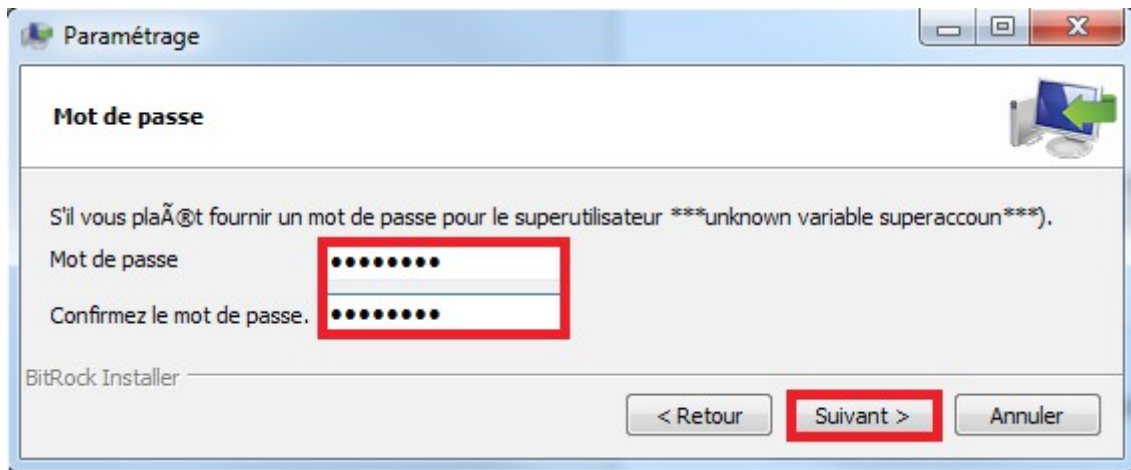 Paramétrage
Mot de passe
S'il vous plaÃ®t fournir un mot de passe pour le superutilisateur ***unknown variable superaccoun***).
Mot de passe ●●●●●●●●
Confirmez le mot de passe. ●●●●●●●●
BitRock Installer
< Retour Suivant > Annuler